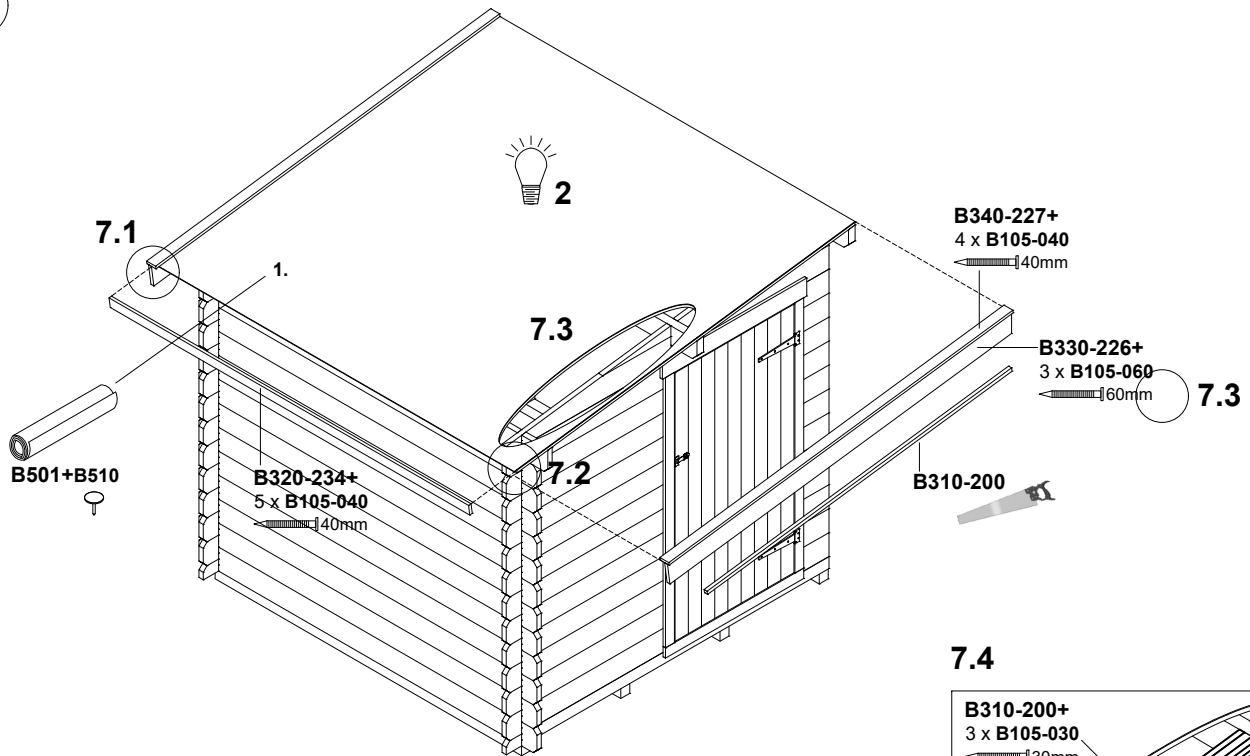 2
7.1
1.
7.3
B340-227+
4 x B105-040
40mm
B330-226+
3 x B105-060
60mm
7.3
B501+B510
B320-234+
5 x B105-040
40mm
7.2
B310-200
7.4
B310-200+
3 x B105-030
30mm